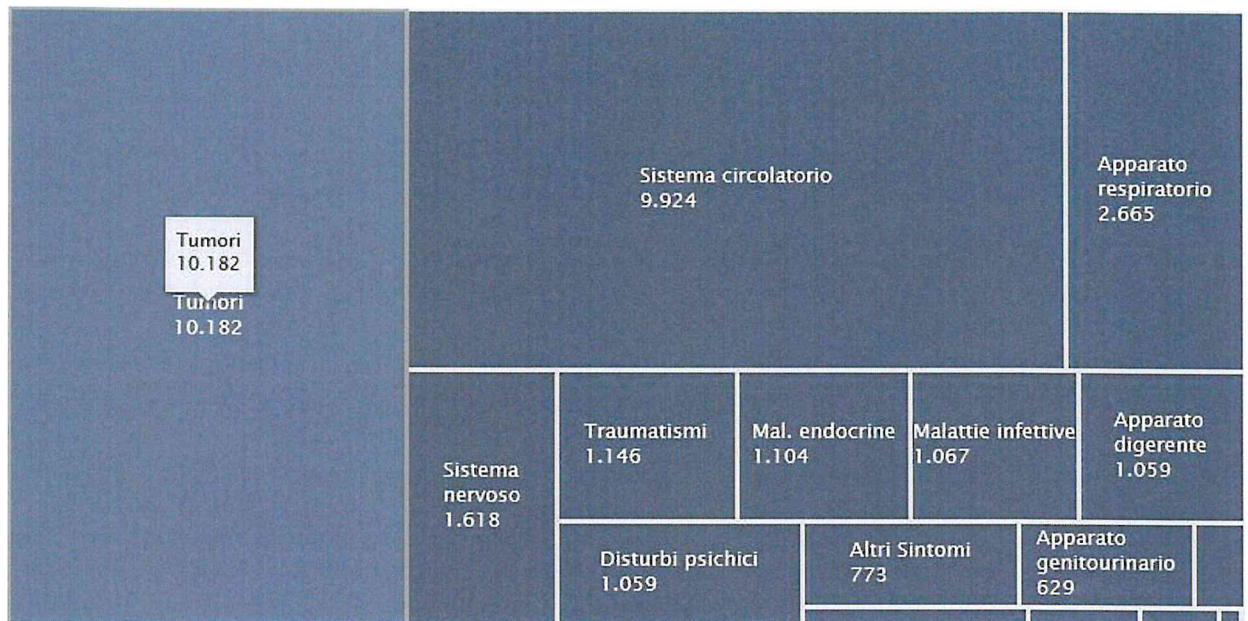 Tumori
10.182
Tumori
10.182
Sistema circolatorio
9.924
Apparato
respiratorio
2.665
Sistema
nervoso
1.618
Traumatismi
1.146
Mal. endocrine
1.104
Malattie infettive
1.067
Apparato
digerente
1.059
Disturbi psichici
1.059
Altri Sintomi
773
Apparato
genitourinario
629